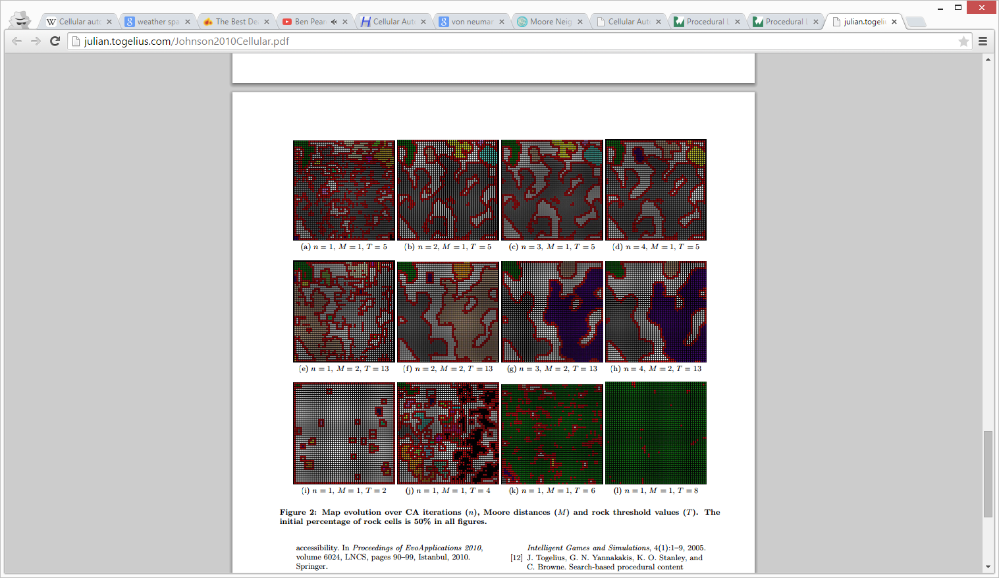 Cellular auto
weather spa
The Best De
Ben Pear
Cellular Aut
von neumar
Moore Neig
Cellular Aut
Procedural L
Procedural L
julian.togeliu
julian.togelius.com/Johnson2010Cellular.pdf
(a) n = 1, M = 1, T = 5
(b) n = 2, M = 1, T = 5
(c) n = 3, M = 1, T = 5
(d) n = 4, M = 1, T = 5
(e) n = 1, M = 2, T = 13
(f) n = 2, M = 2, T = 13
(g) n = 3, M = 2, T = 13
(h) n = 4, M = 2, T = 13
(i) n = 1, M = 1, T = 2
(j) n = 1, M = 1, T = 4
(k) n = 1, M = 1, T = 6
(l) n = 1, M = 1, T = 8
Figure 2: Map evolution over CA iterations (n), Moore distances (M) and rock threshold values (T). The
initial percentage of rock cells is 50% in all figures.
accessibility. In Proceedings of EvoApplications 2010,
volume 6024, LNCS, pages 90–99, Istanbul, 2010.
Springer.
Intelligent Games and Simulations, 4(1):1–9, 2005.
[12] J. Togelius, G. N. Yannakakis, K. O. Stanley, and
C. Browne. Search-based procedural content